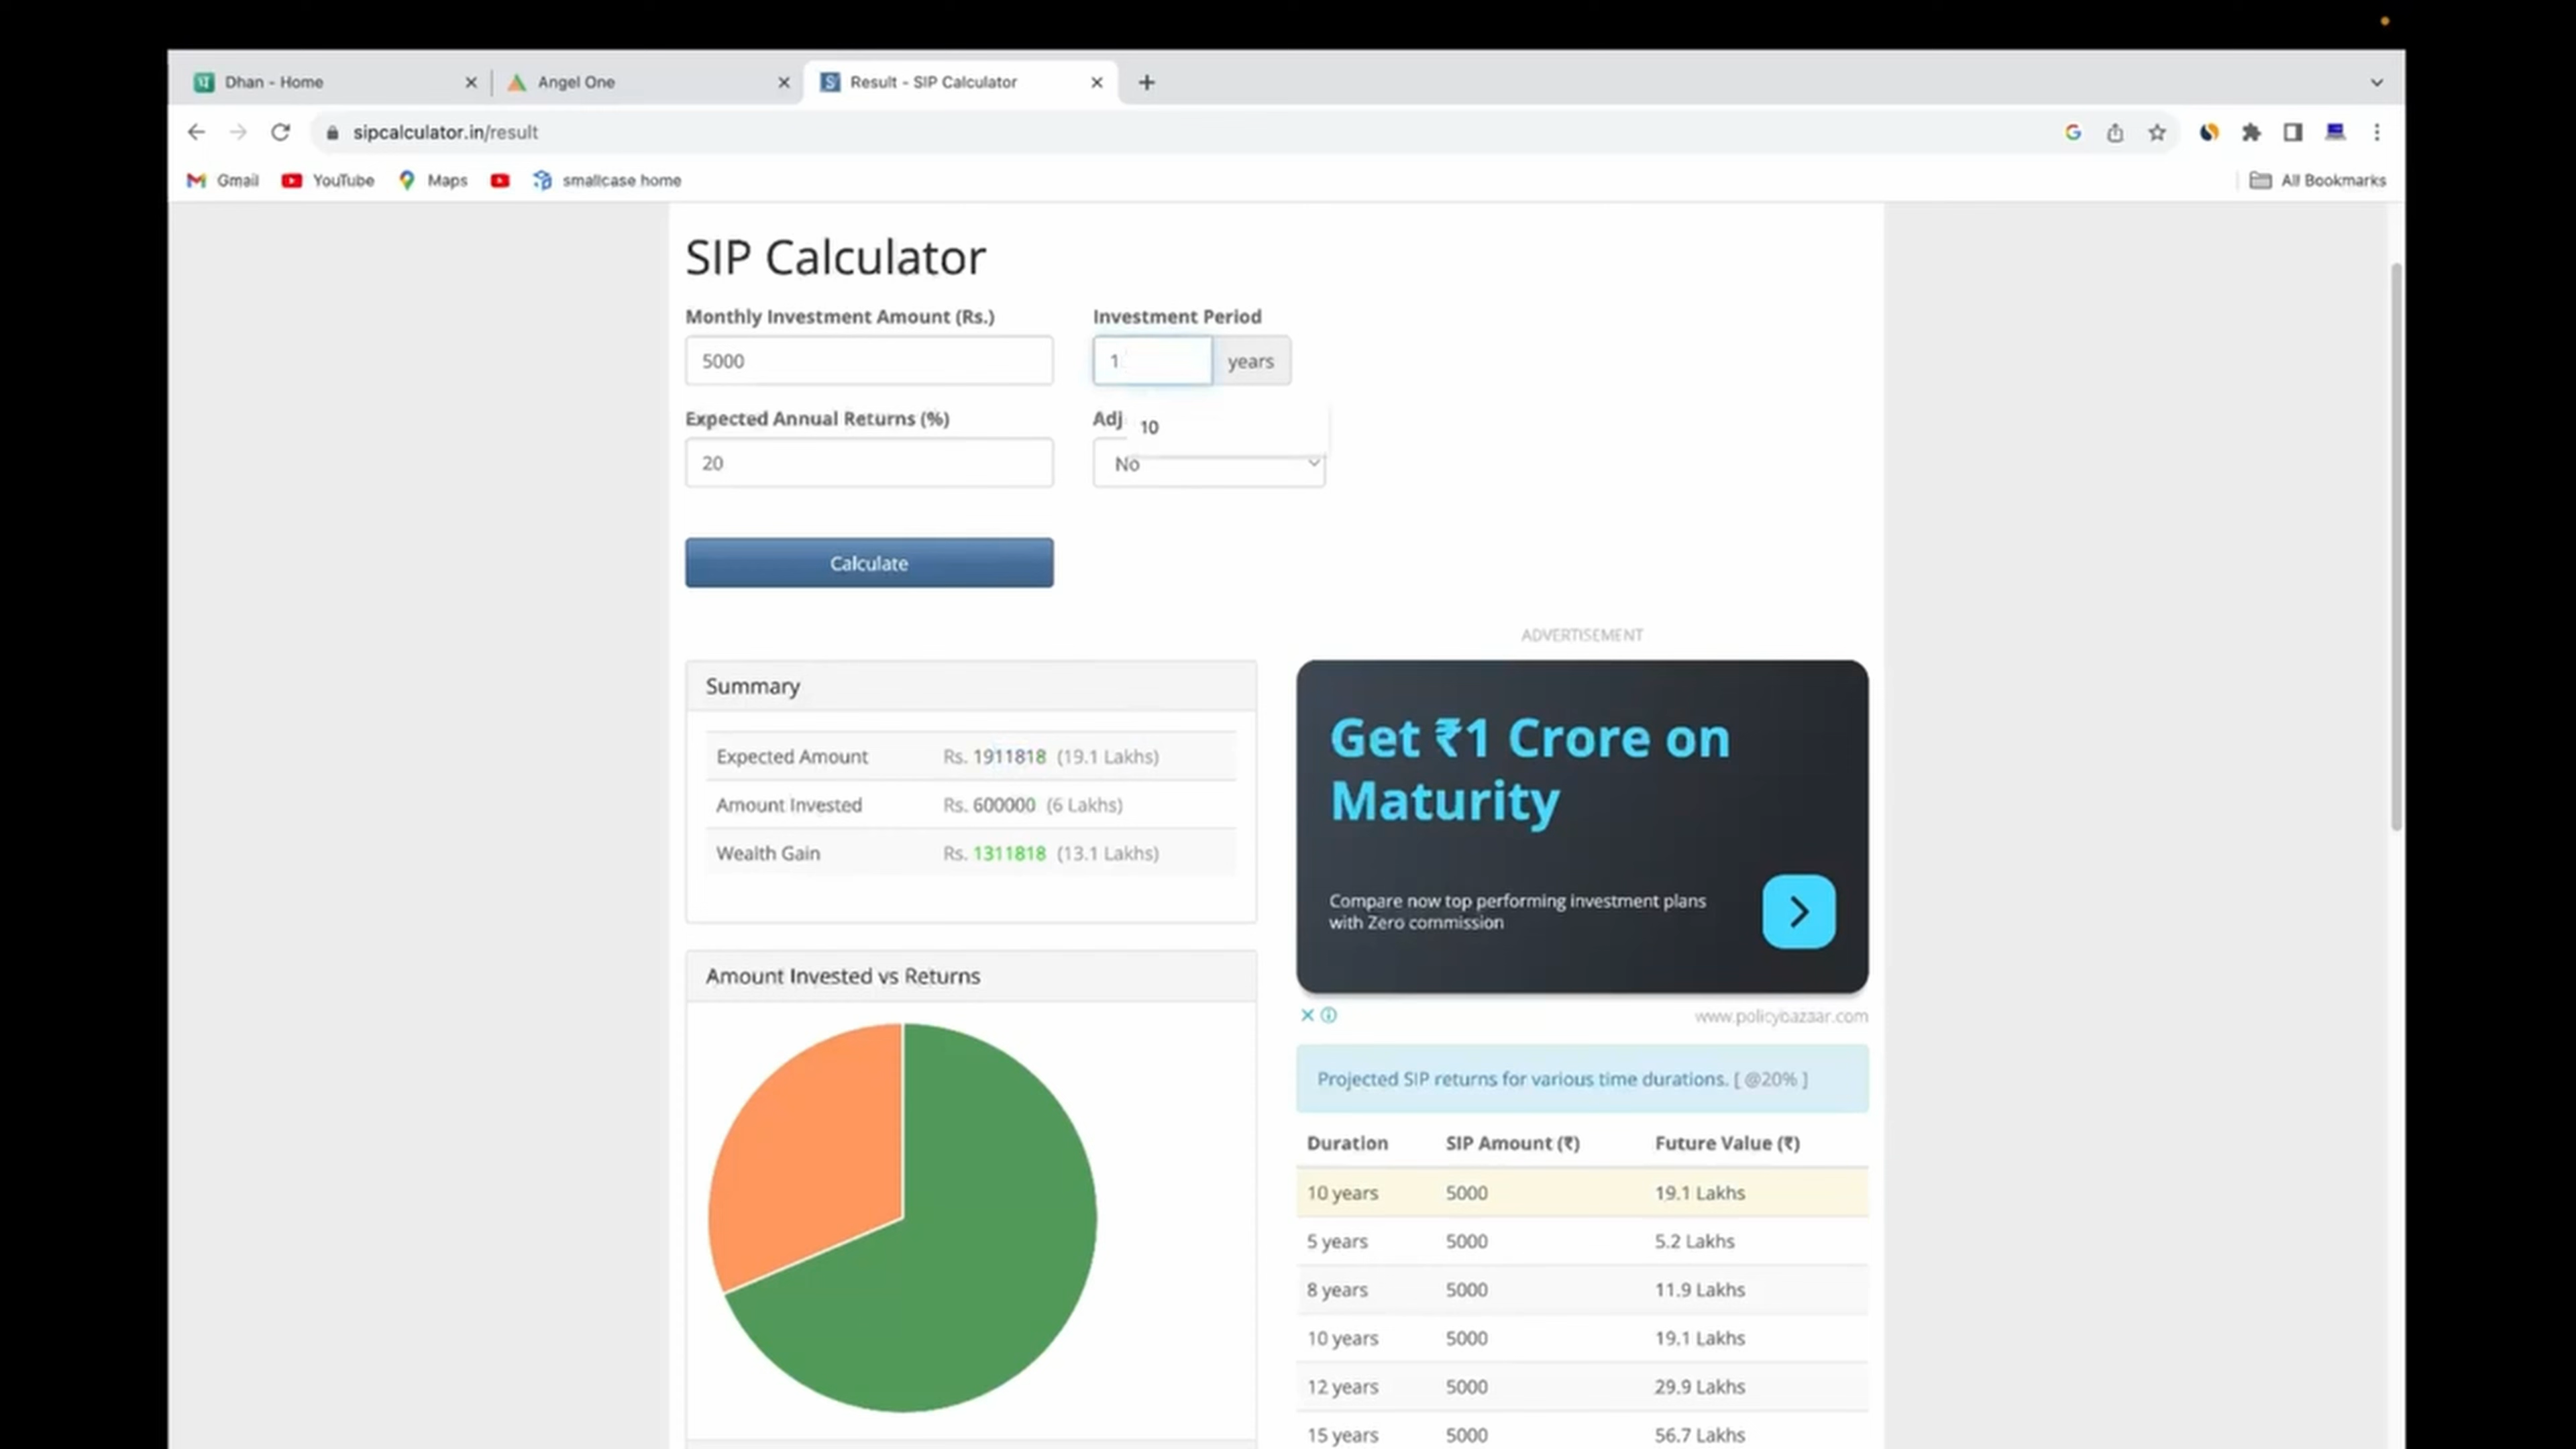 Dhan - Home
Angel One
Result - SIP Calculator
sipcalculator.in/result
Gmail
YouTube
Maps
smallcase home
All Bookmarks
SIP Calculator
Monthly Investment Amount (Rs.)
Investment Period
5000
1
years
Expected Annual Returns (%)
Adj
10
20
No
Calculate
ADVERTISEMENT
Summary
Expected Amount Rs. 1911818 (19.1 Lakhs)
Amount Invested Rs. 600000 (6 Lakhs)
Wealth Gain Rs. 1311818 (13.1 Lakhs)
Get ₹1 Crore on
Maturity
Compare now top performing investment plans
with Zero commission
www.policybazaar.com
Amount Invested vs Returns
Projected SIP returns for various time durations. [ @20% ]
Duration SIP Amount (₹) Future Value (₹)
10 years 5000 19.1 Lakhs
5 years 5000 5.2 Lakhs
8 years 5000 11.9 Lakhs
10 years 5000 19.1 Lakhs
12 years 5000 29.9 Lakhs
15 years 5000 56.7 Lakhs